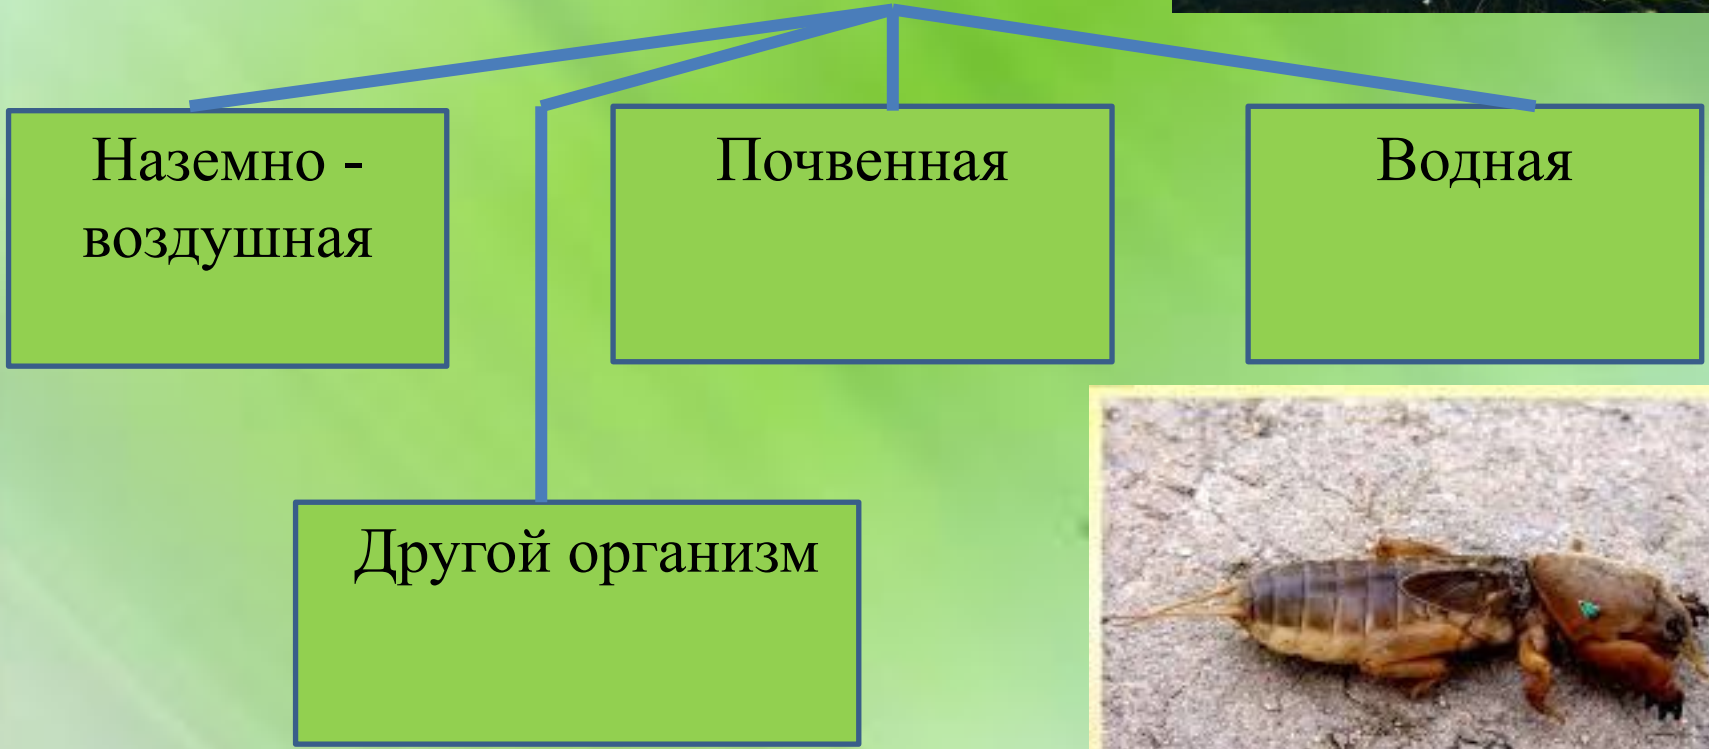 Наземно -
воздушная
Почвенная
Водная
Другой организм